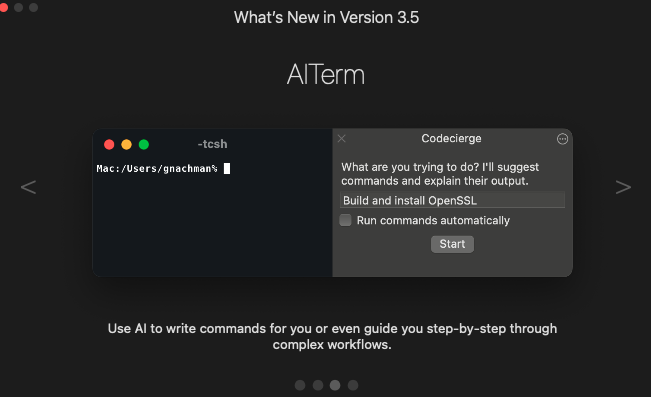 What's New in Version 3.5
AITerm
-tcsh
Mac:/Users/gnachman%
Codecierge
What are you trying to do? I'll suggest
commands and explain their output.
Build and install OpenSSL
Run commands automatically
Start
Use AI to write commands for you or even guide you step-by-step through
complex workflows.